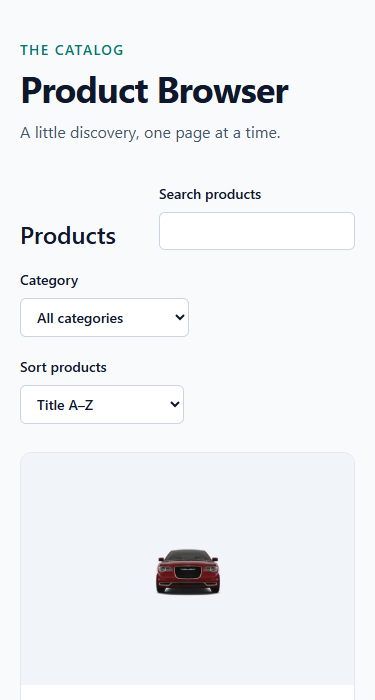 THE CATALOG
Product Browser
A little discovery, one page at a time.
Search products
Products
Category
All categories
Sort products
Title A–Z